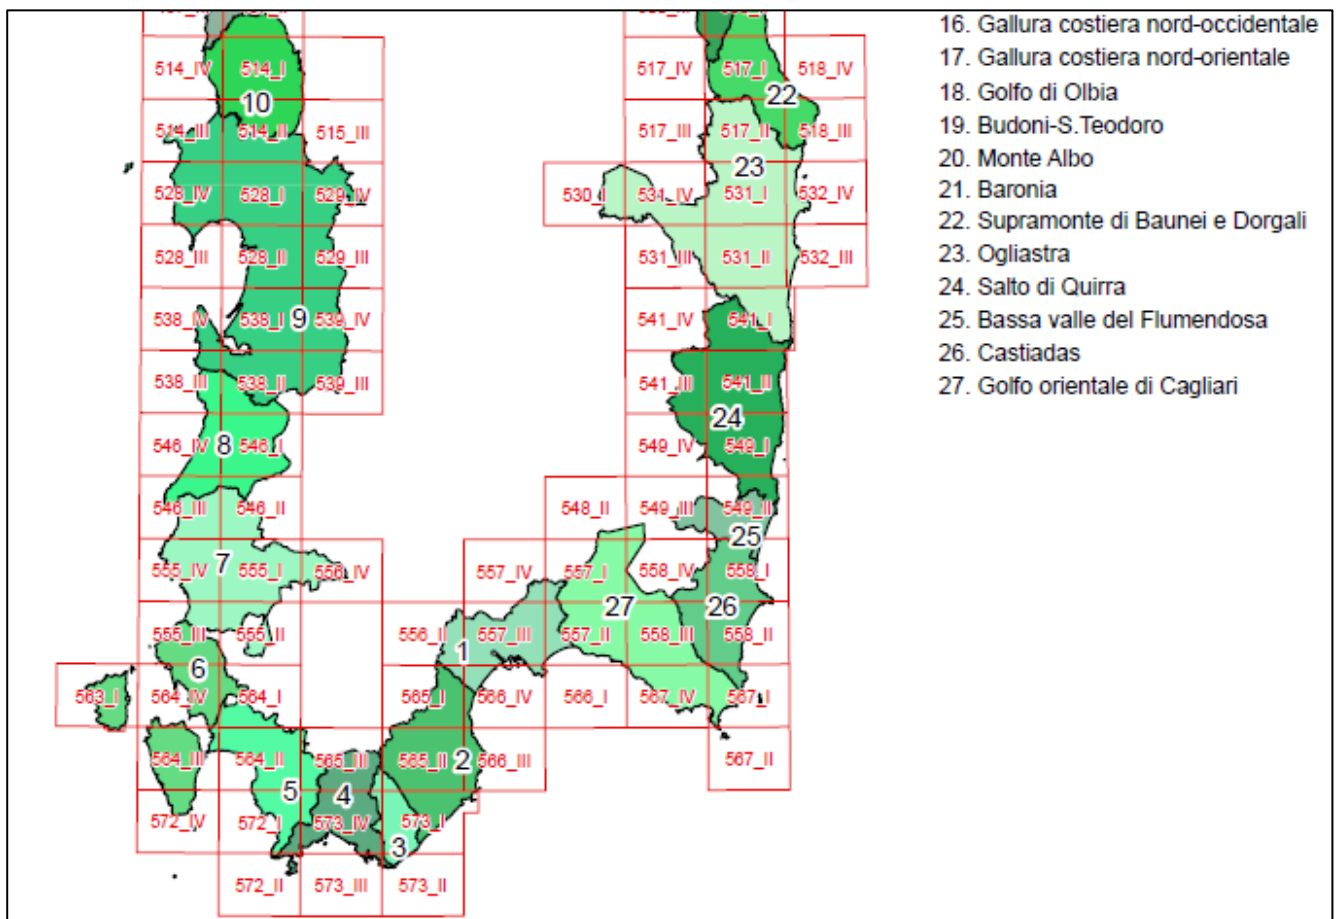 16. Gallura costiera nord-occidentale
17. Gallura costiera nord-orientale
18. Golfo di Olbia
19. Budoni-S.Teodoro
20. Monte Albo
21. Baronia
22. Supramonte di Baunei e Dorgali
23. Ogliastra
24. Salto di Quirra
25. Bassa valle del Flumendosa
26. Castiadas
27. Golfo orientale di Cagliari
514_IV 514_I 517_IV 517_I 518_IV
10 22
514_III 514_II 515_III 517_III 517_II 518_III
23
528_IV 528_I 529_IV 530_I 531_IV 531_I 532_IV
528_III 528_II 529_III 531_III 531_II 532_III
538_IV 538_I 9 539_IV 541_IV 541_I
538_III 538_II 539_III 541_III 541_II
24
546_IV 8 546_I 549_IV 549_I
546_III 546_II 548_II 549_III 549_II
25
7
555_IV 555_I 556_IV 557_IV 557_I 558_IV 558_I
27 26
555_III 555_II 556_II 557_III 557_II 558_III 558_II
1
6
563_I 564_IV 564_I 565_I 566_IV 566_I 567_IV 567_I
564_III 564_II 565_III 565_II 2 566_III 567_II
5 4
572_IV 572_I 573_IV 573_I
3
572_II 573_III 573_II